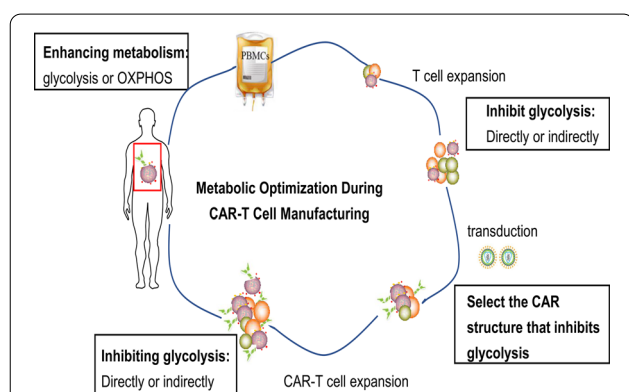 Enhancing metabolism:
glycolysis or OXPHOS
PBMCs
T cell expansion
Inhibit glycolysis:
Directly or indirectly
Metabolic Optimization During
CAR-T Cell Manufacturing
transduction
Select the CAR
structure that inhibits
glycolysis
Inhibiting glycolysis:
Directly or indirectly
CAR-T cell expansion